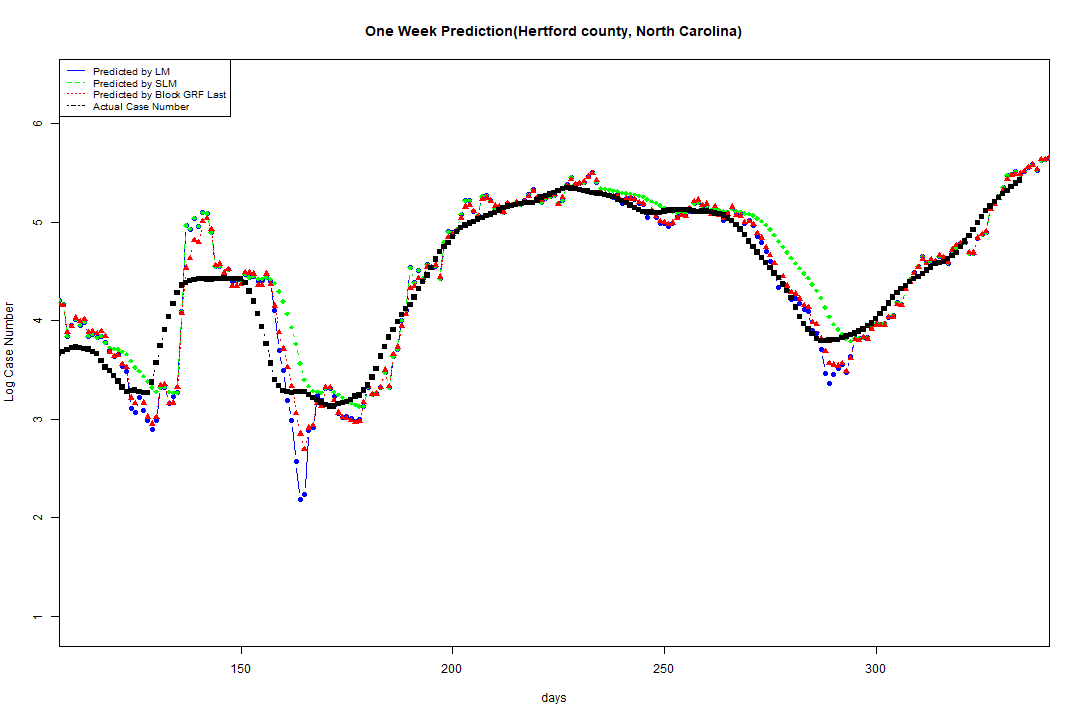 One Week Prediction(Hertford county, North Carolina)
Predicted by LM
Predicted by SLM
Predicted by Block GRF Last
Actual Case Number
6
5
4
3
2
1
Log Case Number
150 200 250 300
days